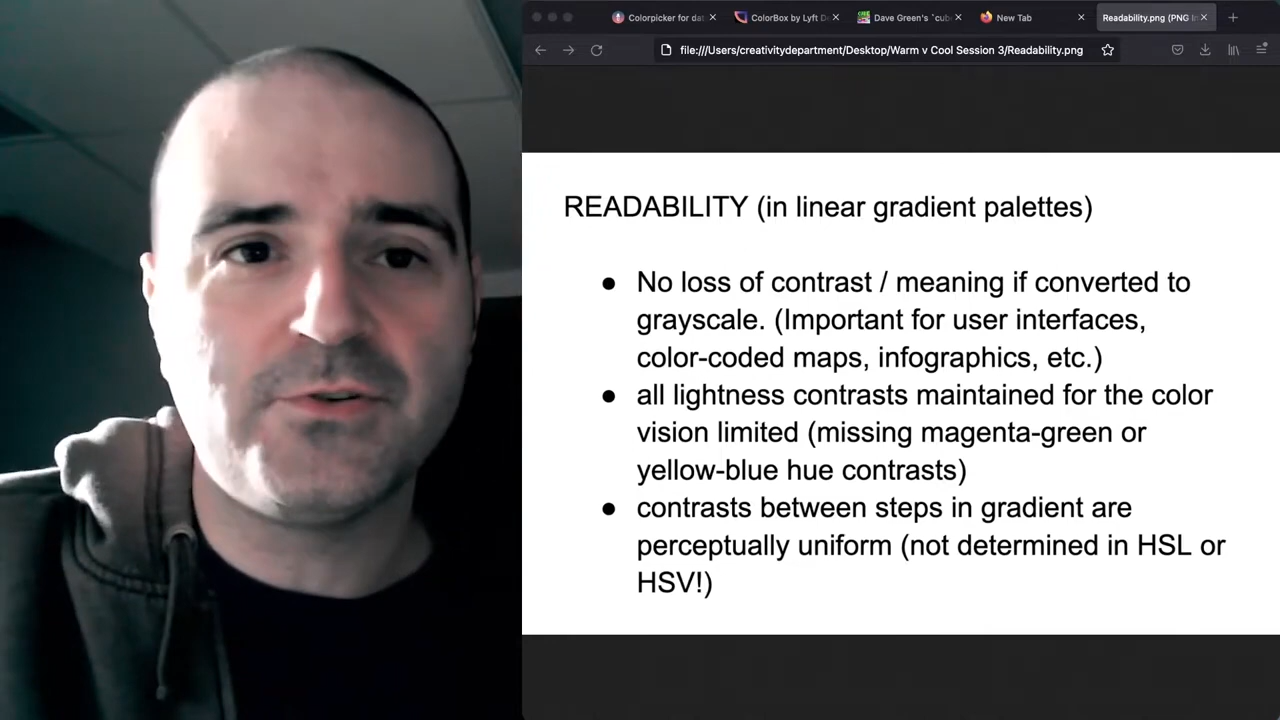 Colorpicker for da
ColorBox by Lyft D
Dave Green's `cub
New Tab
Readability.png (PNG I
file:///Users/creativitydepartment/Desktop/Warm v Cool Session 3/Readability.png
READABILITY (in linear gradient palettes)
● No loss of contrast / meaning if converted to
grayscale. (Important for user interfaces,
color-coded maps, infographics, etc.)
● all lightness contrasts maintained for the color
vision limited (missing magenta-green or
yellow-blue hue contrasts)
● contrasts between steps in gradient are
perceptually uniform (not determined in HSL or
HSV!)